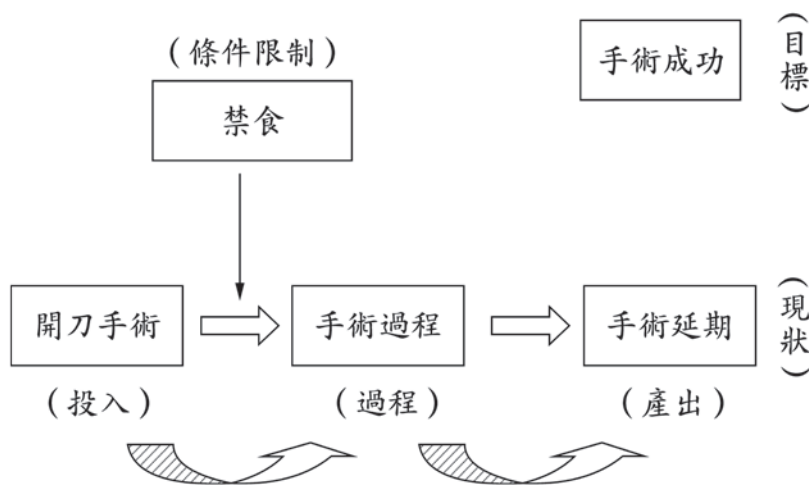 (條件限制)
禁食
手術成功
(目標)
開刀手術
手術過程
手術延期
(現狀)
(投入)
(過程)
(產出)